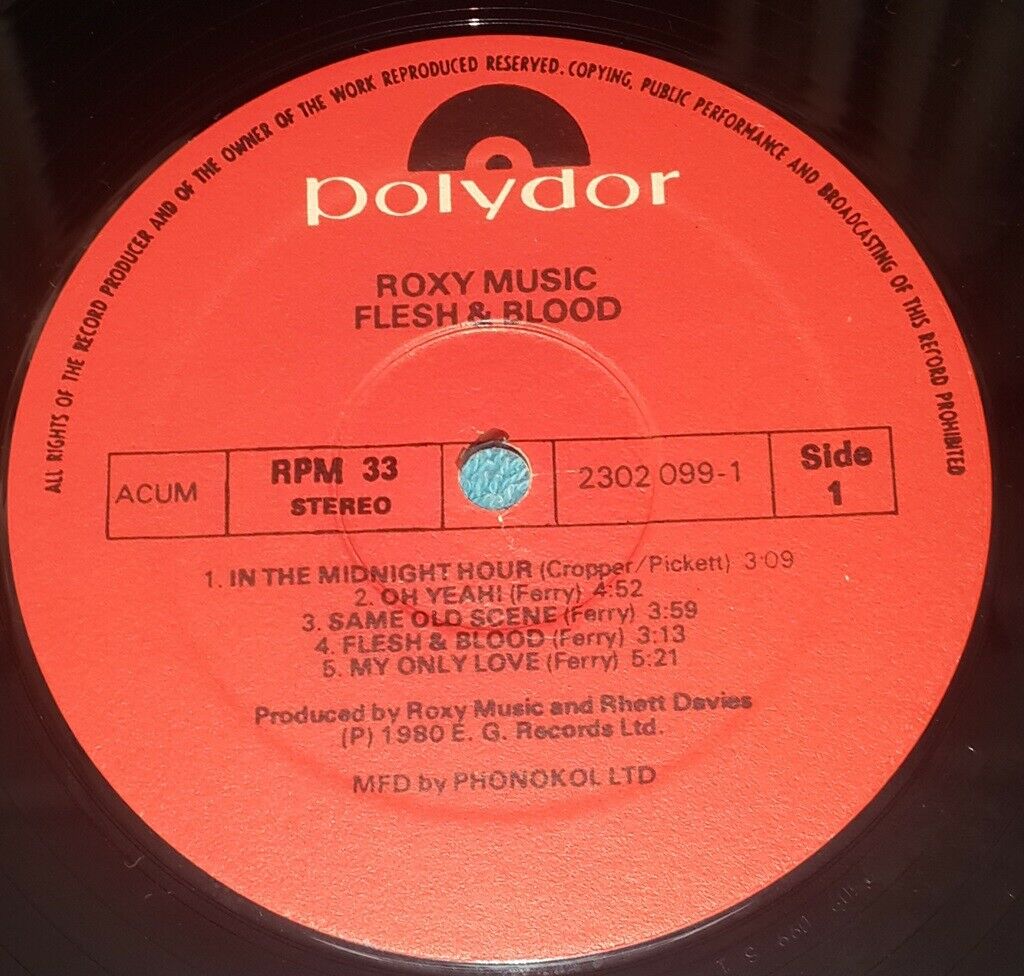 ALL RIGHTS OF THE RECORD PRODUCER AND OF THE OWNER OF THE WORK REPRODUCED RESERVED. COPYING, PUBLIC PERFORMANCE AND BROADCASTING OF THIS RECORD PROHIBITED
polydor
ROXY MUSIC
FLESH & BLOOD
ACUM
RPM 33
STEREO
2302 099-1
Side
1
1. IN THE MIDNIGHT HOUR (Cropper/Pickett) 3:09
2. OH YEAH! (Ferry) 4:52
3. SAME OLD SCENE (Ferry) 3:59
4. FLESH & BLOOD (Ferry) 3:13
5. MY ONLY LOVE (Ferry) 5:21
Produced by Roxy Music and Rhett Davies
(P) 1980 E. G. Records Ltd.
MFD by PHONOKOL LTD